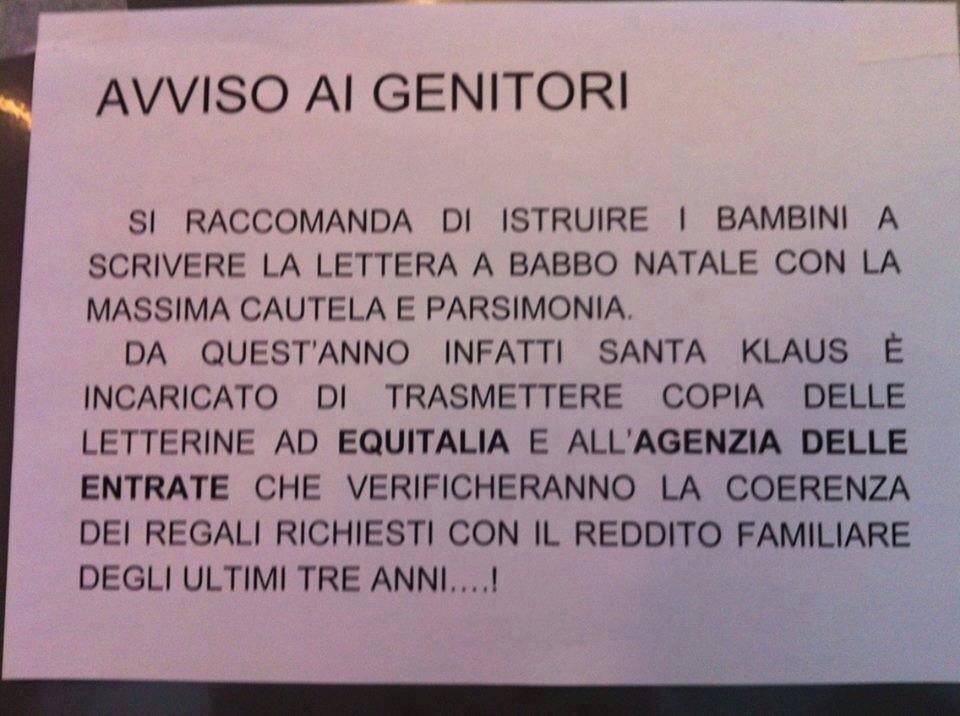 AVVISO AI GENITORI
SI RACCOMANDA DI ISTRUIRE I BAMBINI A
SCRIVERE LA LETTERA A BABBO NATALE CON LA
MASSIMA CAUTELA E PARSIMONIA.
DA QUEST'ANNO INFATTI SANTA KLAUS È
INCARICATO DI TRASMETTERE COPIA DELLE
LETTERINE AD EQUITALIA E ALL'AGENZIA DELLE
ENTRATE CHE VERIFICHERANNO LA COERENZA
DEI REGALI RICHIESTI CON IL REDDITO FAMILIARE
DEGLI ULTIMI TRE ANNI....!